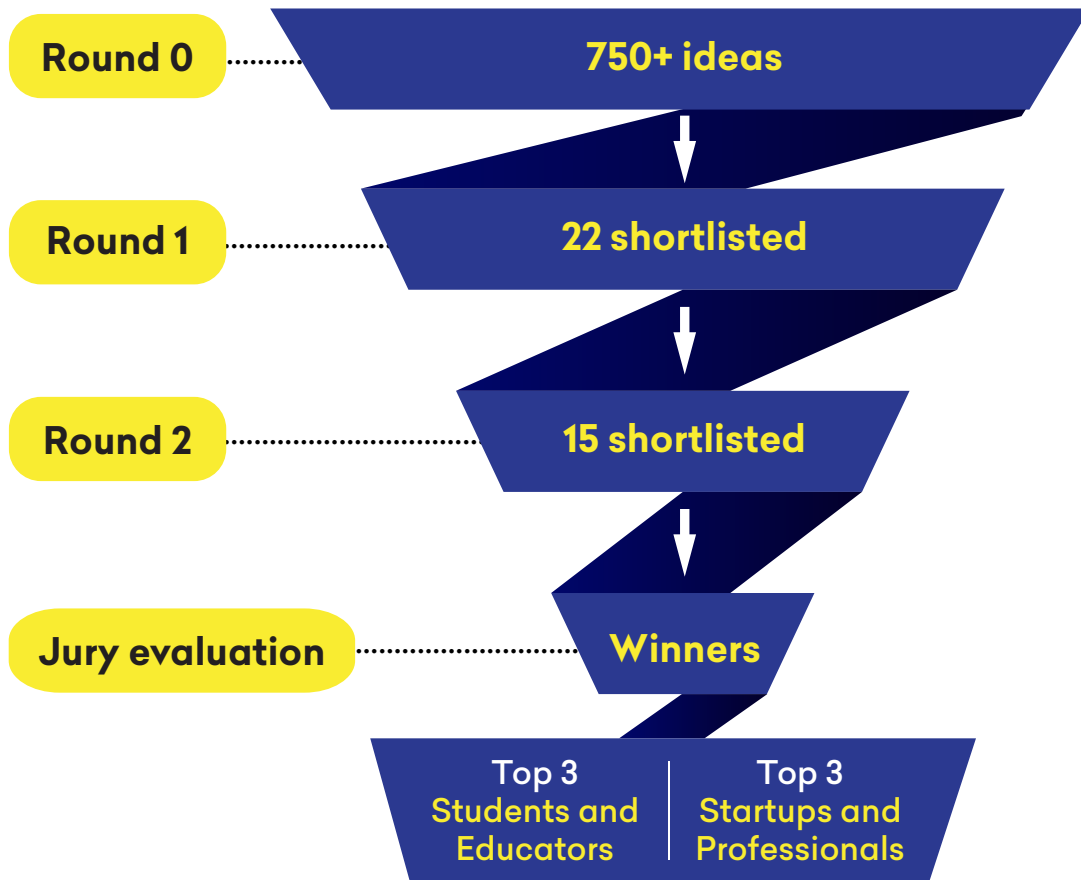 Round 0
750+ ideas
Round 1
22 shortlisted
Round 2
15 shortlisted
Jury evaluation
Winners
Top 3
Students and
Educators
Top 3
Startups and
Professionals